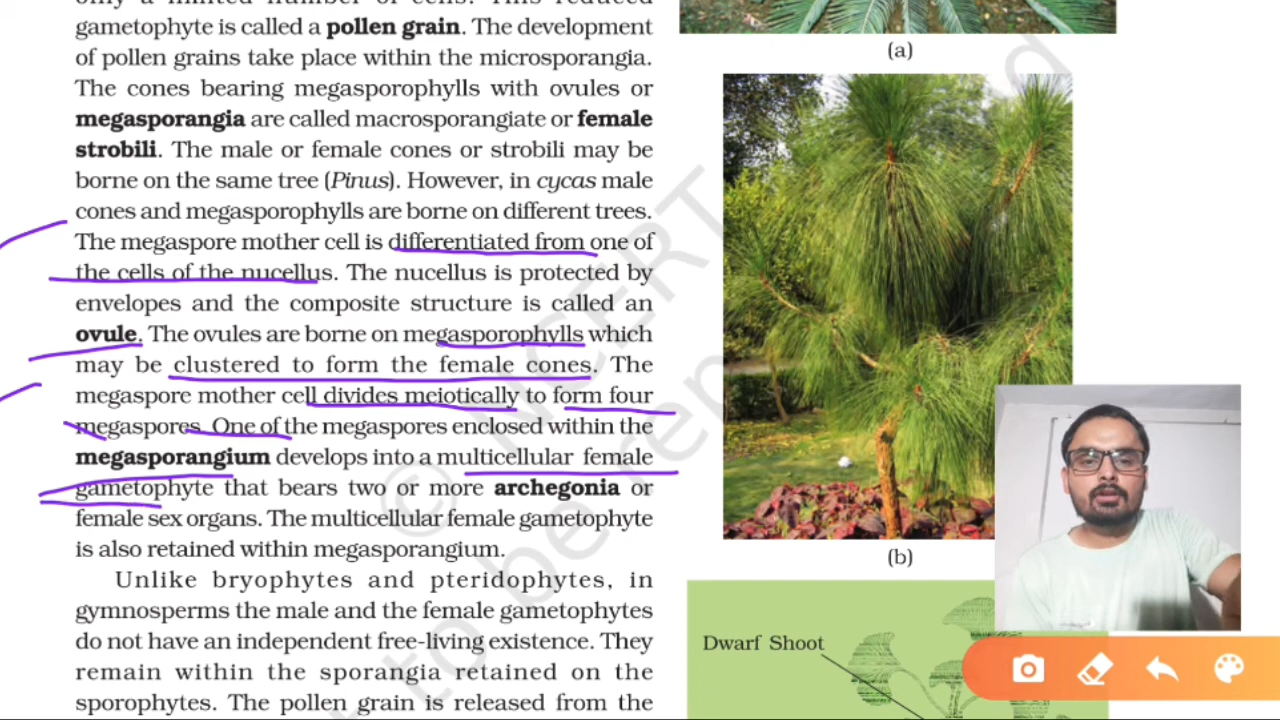 only a limited number of cells. This reduced
gametophyte is called a pollen grain. The development
of pollen grains take place within the microsporangia.
The cones bearing megasporophylls with ovules or
megasporangia are called macrosporangiate or female
strobili. The male or female cones or strobili may be
borne on the same tree (Pinus). However, in cycas male
cones and megasporophylls are borne on different trees.
The megaspore mother cell is differentiated from one of
the cells of the nucellus. The nucellus is protected by
envelopes and the composite structure is called an
ovule. The ovules are borne on megasporophylls which
may be clustered to form the female cones. The
megaspore mother cell divides meiotically to form four
megaspores. One of the megaspores enclosed within the
megasporangium develops into a multicellular female
gametophyte that bears two or more archegonia or
female sex organs. The multicellular female gametophyte
is also retained within megasporangium.
Unlike bryophytes and pteridophytes, in
gymnosperms the male and the female gametophytes
do not have an independent free-living existence. They
remain within the sporangia retained on the
sporophytes. The pollen grain is released from the
(a)
(b)
Dwarf Shoot
© NCERT
to be rep
d